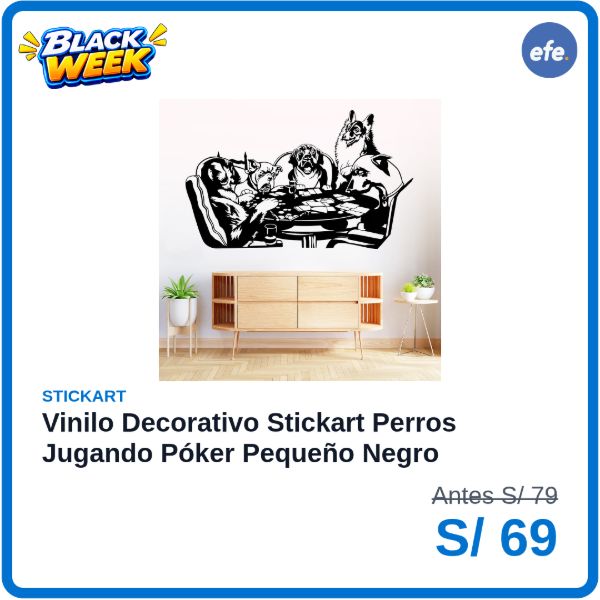 BLACK
WEEK
efe.
STICKART
Vinilo Decorativo Stickart Perros
Jugando Póker Pequeño Negro
Antes S/ 79
S/ 69